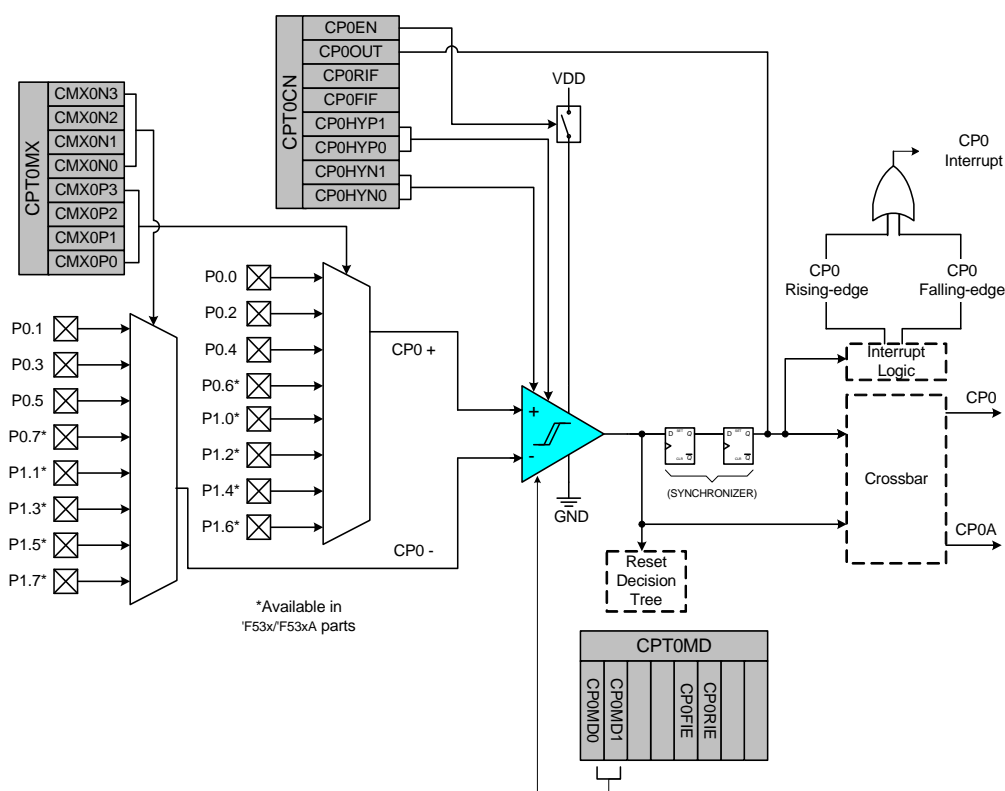 CPT0CN
CP0EN
CP0OUT
CP0RIF
CP0FIF
CP0HYP1
CP0HYP0
CP0HYN1
CP0HYN0
VDD
CPT0MX
CMX0N3
CMX0N2
CMX0N1
CMX0N0
CMX0P3
CMX0P2
CMX0P1
CMX0P0
CP0
Interrupt
CP0
Rising-edge
CP0
Falling-edge
Interrupt
Logic
P0.0
P0.2
P0.4
P0.6*
P1.0*
P1.2*
P1.4*
P1.6*
P0.1
P0.3
P0.5
P0.7*
P1.1*
P1.3*
P1.5*
P1.7*
CP0 +
CP0 -
+
-
GND
D SET Q
CLR Q
D SET Q
CLR Q
(SYNCHRONIZER)
Crossbar
CP0
CP0A
Reset
Decision
Tree
*Available in
'F53x/'F53xA parts
CPT0MD
CP0MD0
CP0MD1
CP0FIE
CP0RIE